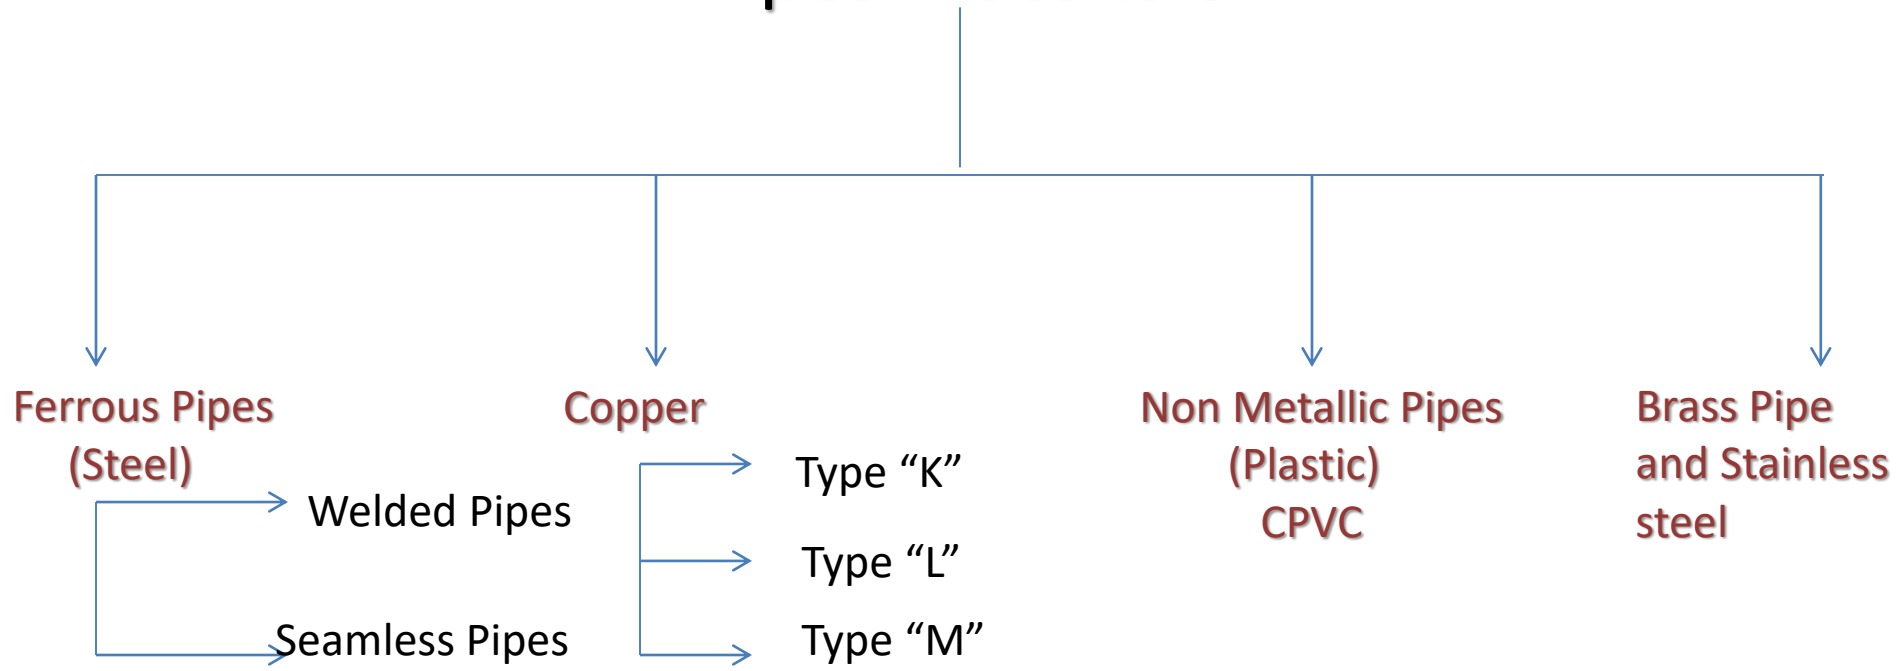 Ferrous Pipes
(Steel)
Welded Pipes
Seamless Pipes
Copper
Type “K”
Type “L”
Type “M”
Non Metallic Pipes
(Plastic)
CPVC
Brass Pipe
and Stainless
steel